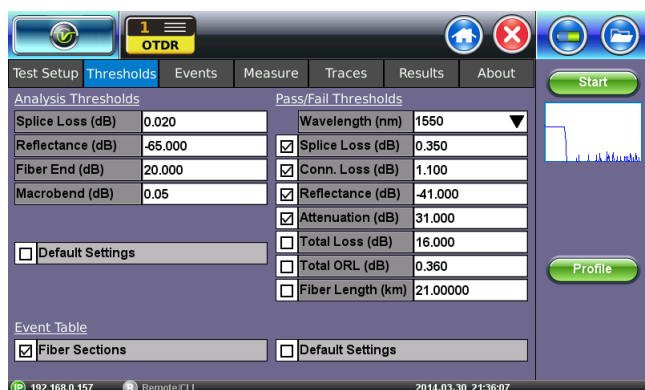 1
OTDR
Test Setup Thresholds Events Measure Traces Results About
Start
Analysis Thresholds
Splice Loss (dB) 0.020
Reflectance (dB) -65.000
Fiber End (dB) 20.000
Macrobend (dB) 0.05
Default Settings
Pass/Fail Thresholds
Wavelength (nm) 1550
Splice Loss (dB) 0.350
Conn. Loss (dB) 1.100
Reflectance (dB) -41.000
Attenuation (dB) 31.000
Total Loss (dB) 16.000
Total ORL (dB) 0.360
Fiber Length (km) 21.00000
Profile
Event Table
Fiber Sections
Default Settings
IP 192.168.0.157 R Remote/CLI 2014.03.30 21:36:07